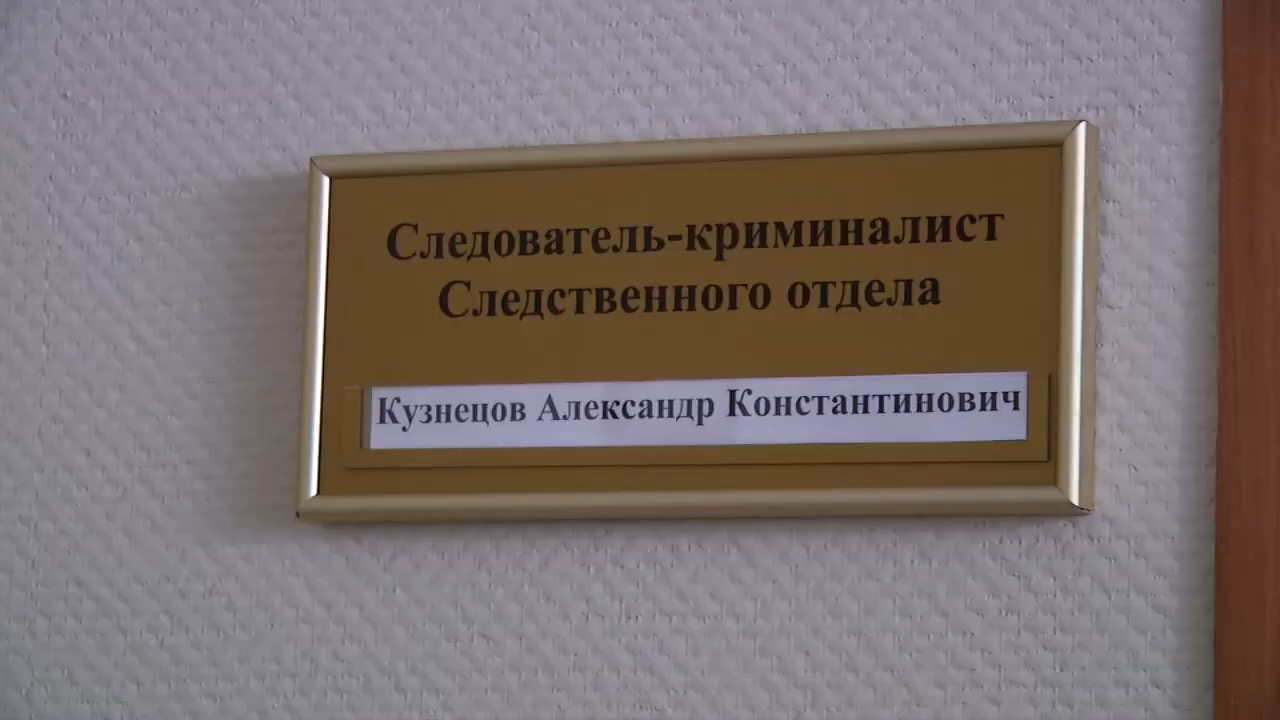 Следователь-криминалист
Следственного отдела
Кузнецов Александр Константинович